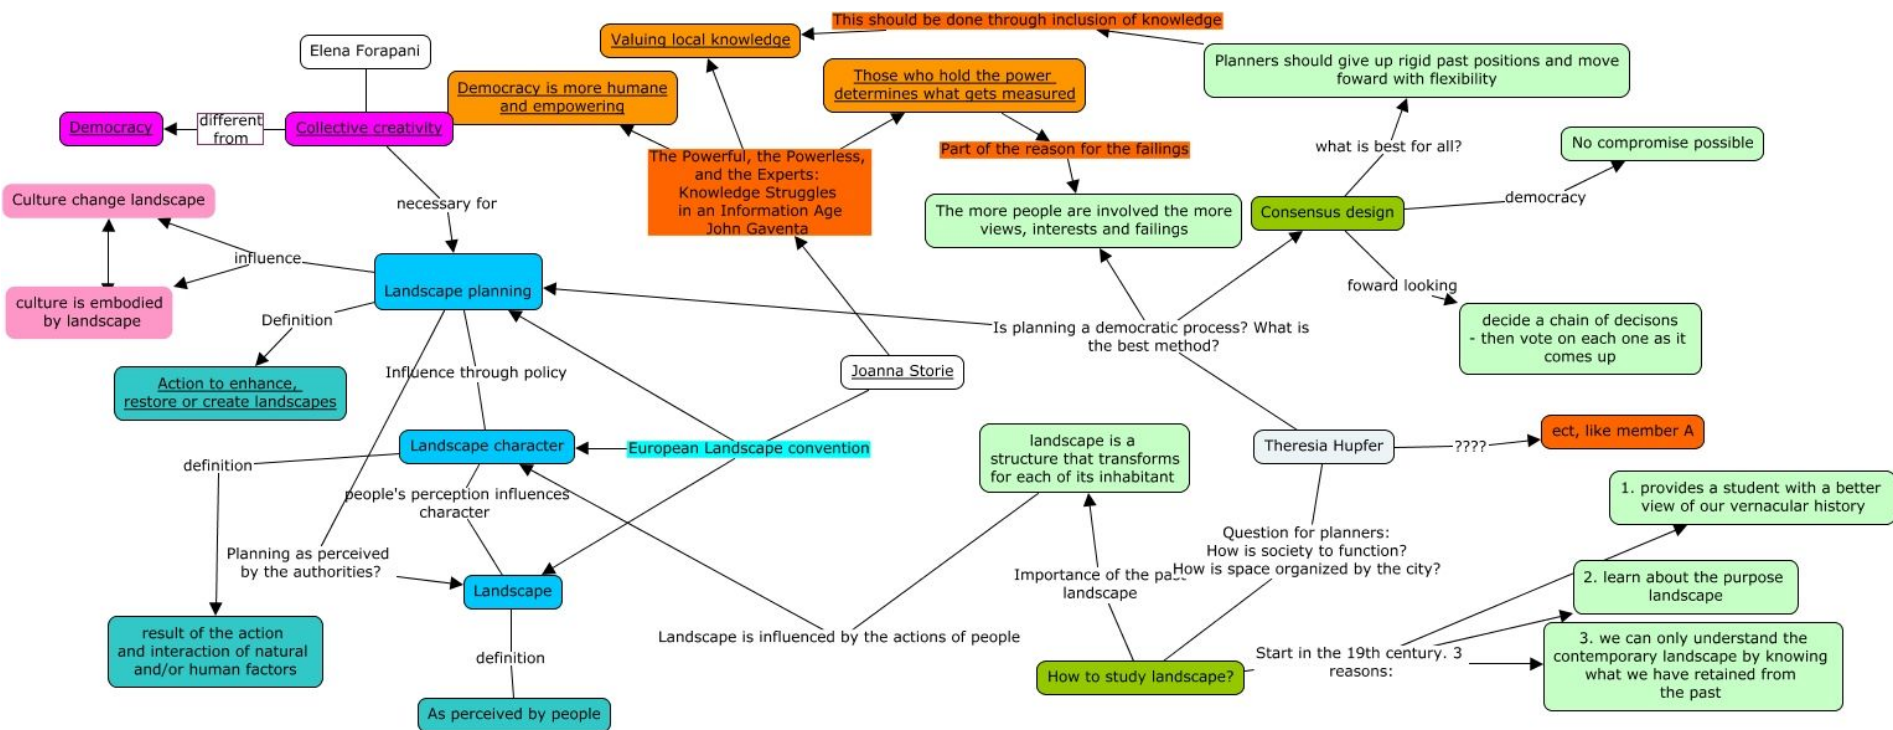 This should be done through inclusion of knowledge
Elena Forapani
Valuing local knowledge
Planners should give up rigid past positions and move
foward with flexibility
Democracy is more humane
and empowering
Those who hold the power
determines what gets measured
Democracy
different
from
Collective creativity
what is best for all?
No compromise possible
Part of the reason for the failings
The Powerful, the Powerless,
and the Experts:
Knowledge Struggles
in an Information Age
John Gaventa
Culture change landscape
necessary for
The more people are involved the more
views, interests and failings
Consensus design
democracy
influence
Landscape planning
culture is embodied
by landscape
Definition
foward looking
Is planning a democratic process? What is
the best method?
decide a chain of decisons
- then vote on each one as it
comes up
Action to enhance,
restore or create landscapes
Influence through policy
Joanna Storie
Landscape character
European Landscape convention
landscape is a
structure that transforms
for each of its inhabitant
Theresia Hupfer
????
ect, like member A
definition
people's perception influences
character
1. provides a student with a better
view of our vernacular history
Planning as perceived
by the authorities?
Question for planners:
How is society to function?
How is space organized by the city?
Importance of the past
landscape
Landscape
2. learn about the purpose
landscape
result of the action
and interaction of natural
and/or human factors
Landscape is influenced by the actions of people
definition
How to study landscape?
Start in the 19th century. 3
reasons:
3. we can only understand the
contemporary landscape by knowing
what we have retained from
the past
As perceived by people